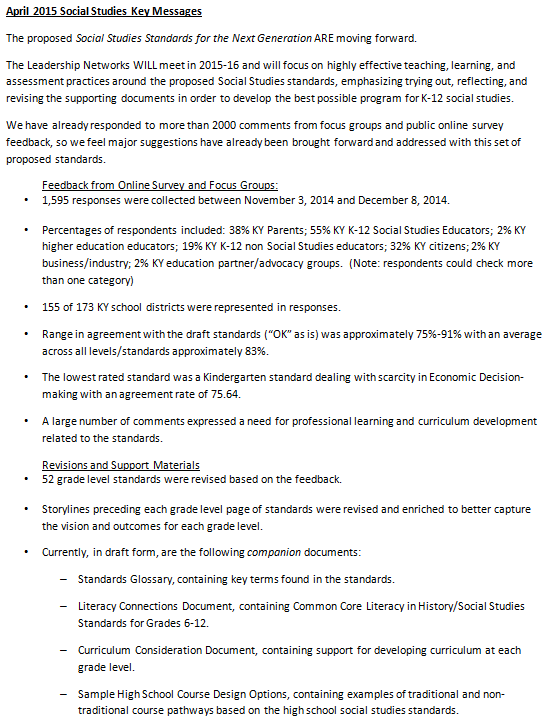 April 2015 Social Studies Key Messages
The proposed Social Studies Standards for the Next Generation ARE moving forward.
The Leadership Networks WILL meet in 2015-16 and will focus on highly effective teaching, learning, and
assessment practices around the proposed Social Studies standards, emphasizing trying out, reflecting, and
revising the supporting documents in order to develop the best possible program for K-12 social studies.
We have already responded to more than 2000 comments from focus groups and public online survey
feedback, so we feel major suggestions have already been brought forward and addressed with this set of
proposed standards.
Feedback from Online Survey and Focus Groups:
• 1,595 responses were collected between November 3, 2014 and December 8, 2014.
• Percentages of respondents included: 38% KY Parents; 55% KY K-12 Social Studies Educators; 2% KY
higher education educators; 19% KY K-12 non Social Studies educators; 32% KY citizens; 2% KY
business/industry; 2% KY education partner/advocacy groups. (Note: respondents could check more
than one category)
• 155 of 173 KY school districts were represented in responses.
• Range in agreement with the draft standards ("OK" as is) was approximately 75%-91% with an average
across all levels/standards approximately 83%.
• The lowest rated standard was a Kindergarten standard dealing with scarcity in Economic Decision-
making with an agreement rate of 75.64.
• A large number of comments expressed a need for professional learning and curriculum development
related to the standards.
Revisions and Support Materials
• 52 grade level standards were revised based on the feedback.
• Storylines preceding each grade level page of standards were revised and enriched to better capture
the vision and outcomes for each grade level.
• Currently, in draft form, are the following companion documents:
– Standards Glossary, containing key terms found in the standards.
– Literacy Connections Document, containing Common Core Literacy in History/Social Studies
Standards for Grades 6-12.
– Curriculum Consideration Document, containing support for developing curriculum at each
grade level.
– Sample High School Course Design Options, containing examples of traditional and non-
traditional course pathways based on the high school social studies standards.